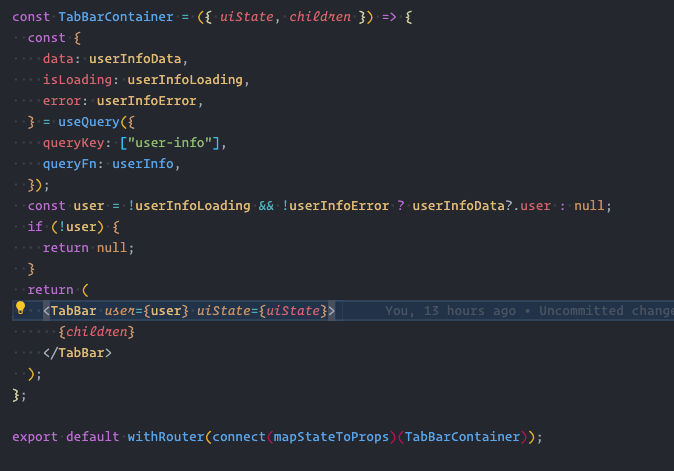 const TabBarContainer = ({ uiState, children }) => {
  const {
    data: userInfoData,
    isLoading: userInfoLoading,
    error: userInfoError,
  } = useQuery({
    queryKey: ["user-info"],
    queryFn: userInfo,
  });
  const user = !userInfoLoading && !userInfoError ? userInfoData?.user : null;
  if (!user) {
    return null;
  }
  return (
    <TabBar user={user} uiState={uiState}> You, 13 hours ago • Uncommitted change
      {children}
    </TabBar>
  );
};

export default withRouter(connect(mapStateToProps)(TabBarContainer));